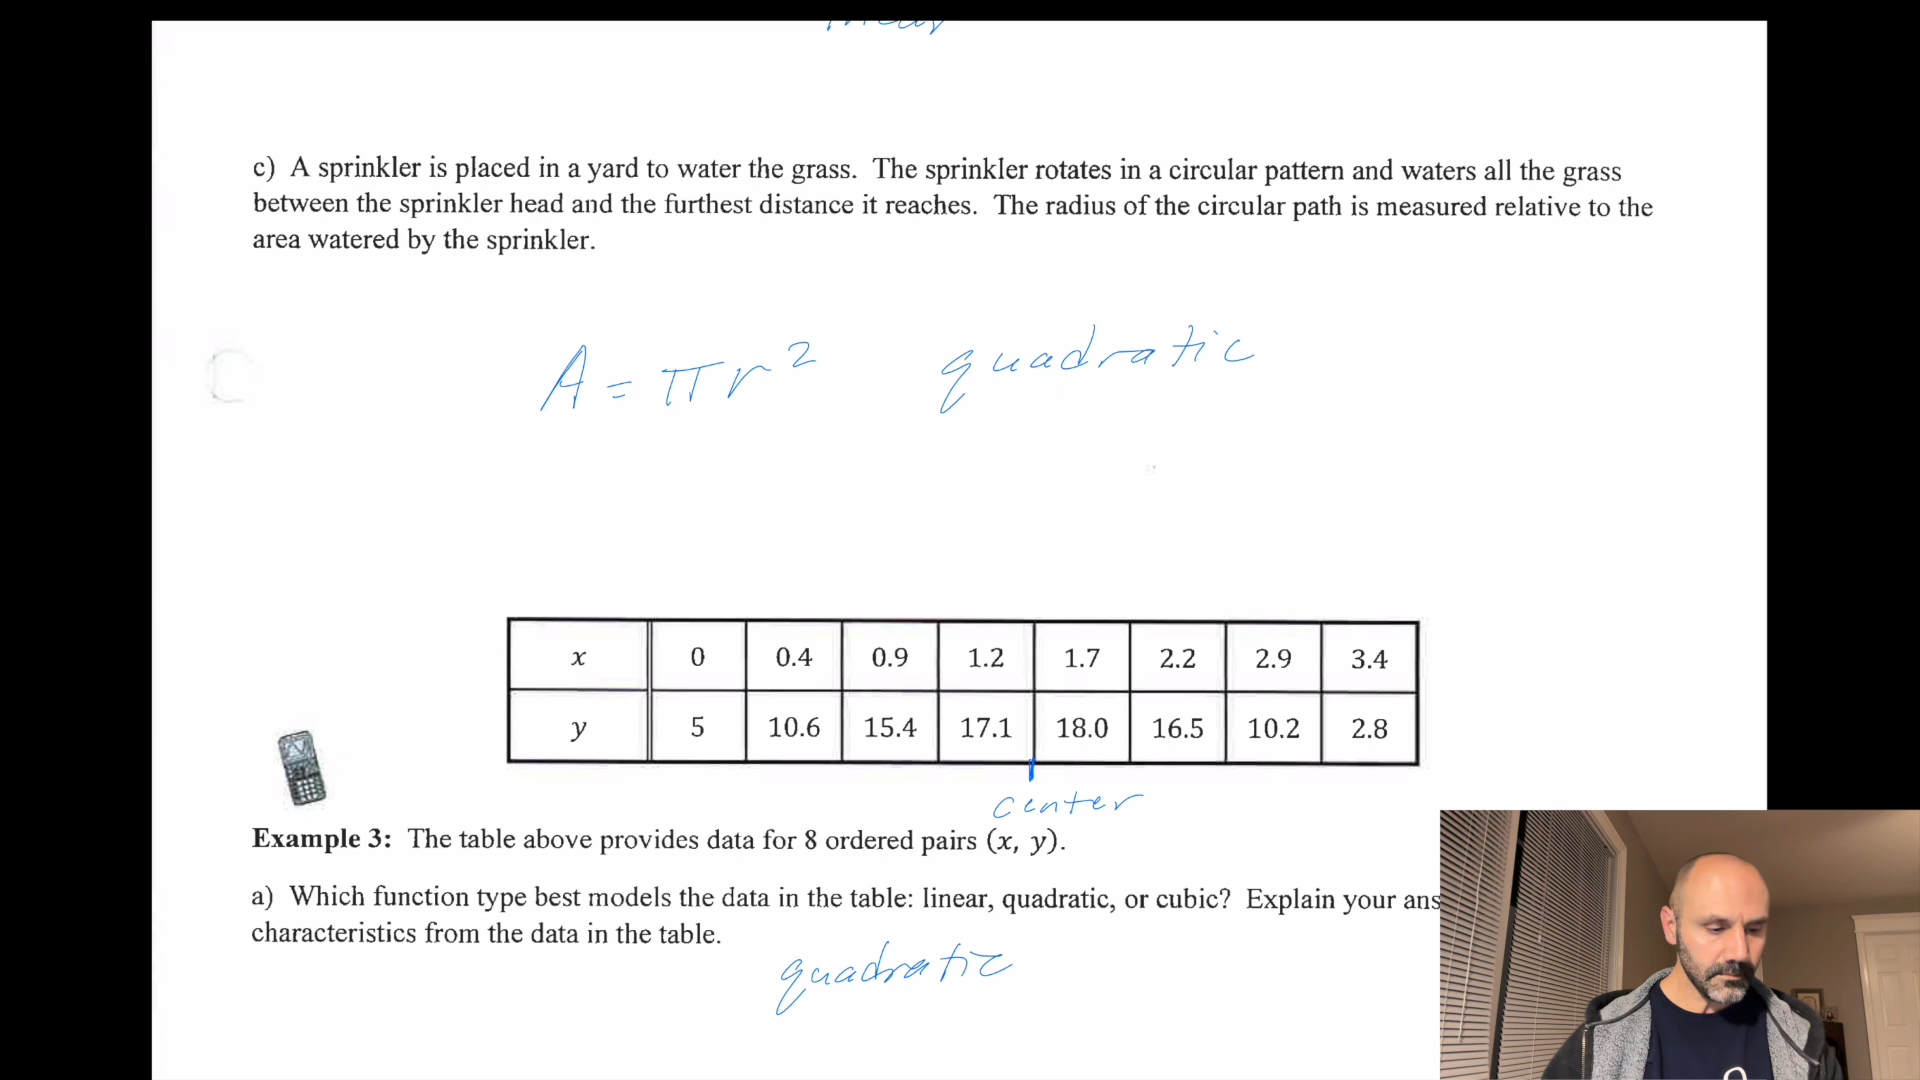 c) A sprinkler is placed in a yard to water the grass. The sprinkler rotates in a circular pattern and waters all the grass
between the sprinkler head and the furthest distance it reaches. The radius of the circular path is measured relative to the
area watered by the sprinkler.
A = πr² quadratic
x 0 0.4 0.9 1.2 1.7 2.2 2.9 3.4
y 5 10.6 15.4 17.1 18.0 16.5 10.2 2.8
center
Example 3: The table above provides data for 8 ordered pairs (x, y).
a) Which function type best models the data in the table: linear, quadratic, or cubic? Explain your ans
characteristics from the data in the table.
quadratic